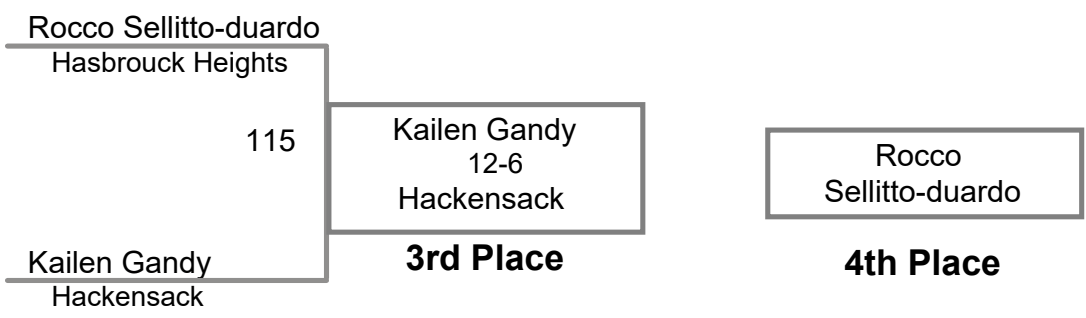 Rocco Sellitto-duardo
Hasbrouck Heights
115
Kailen Gandy
Hackensack
Kailen Gandy
12-6
Hackensack
3rd Place
Rocco
Sellitto-duardo
4th Place